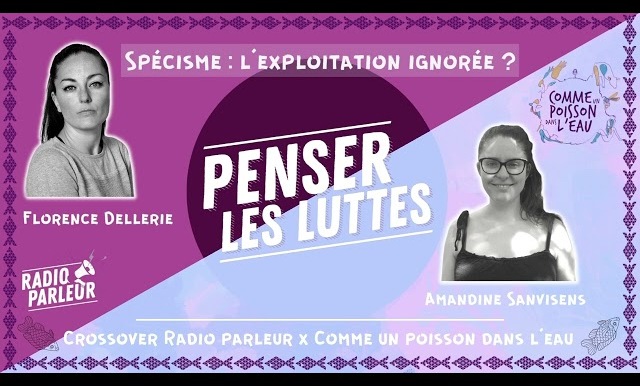 SPÉCISME : L'EXPLOITATION IGNORÉE ?
COMME UN
POISSON
DANS L'EAU
PENSER
LES LUTTES
FLORENCE DELLERIE
RADIO
PARLEUR
AMANDINE SANVISENS
CROSSOVER RADIO PARLEUR X COMME UN POISSON DANS L'EAU